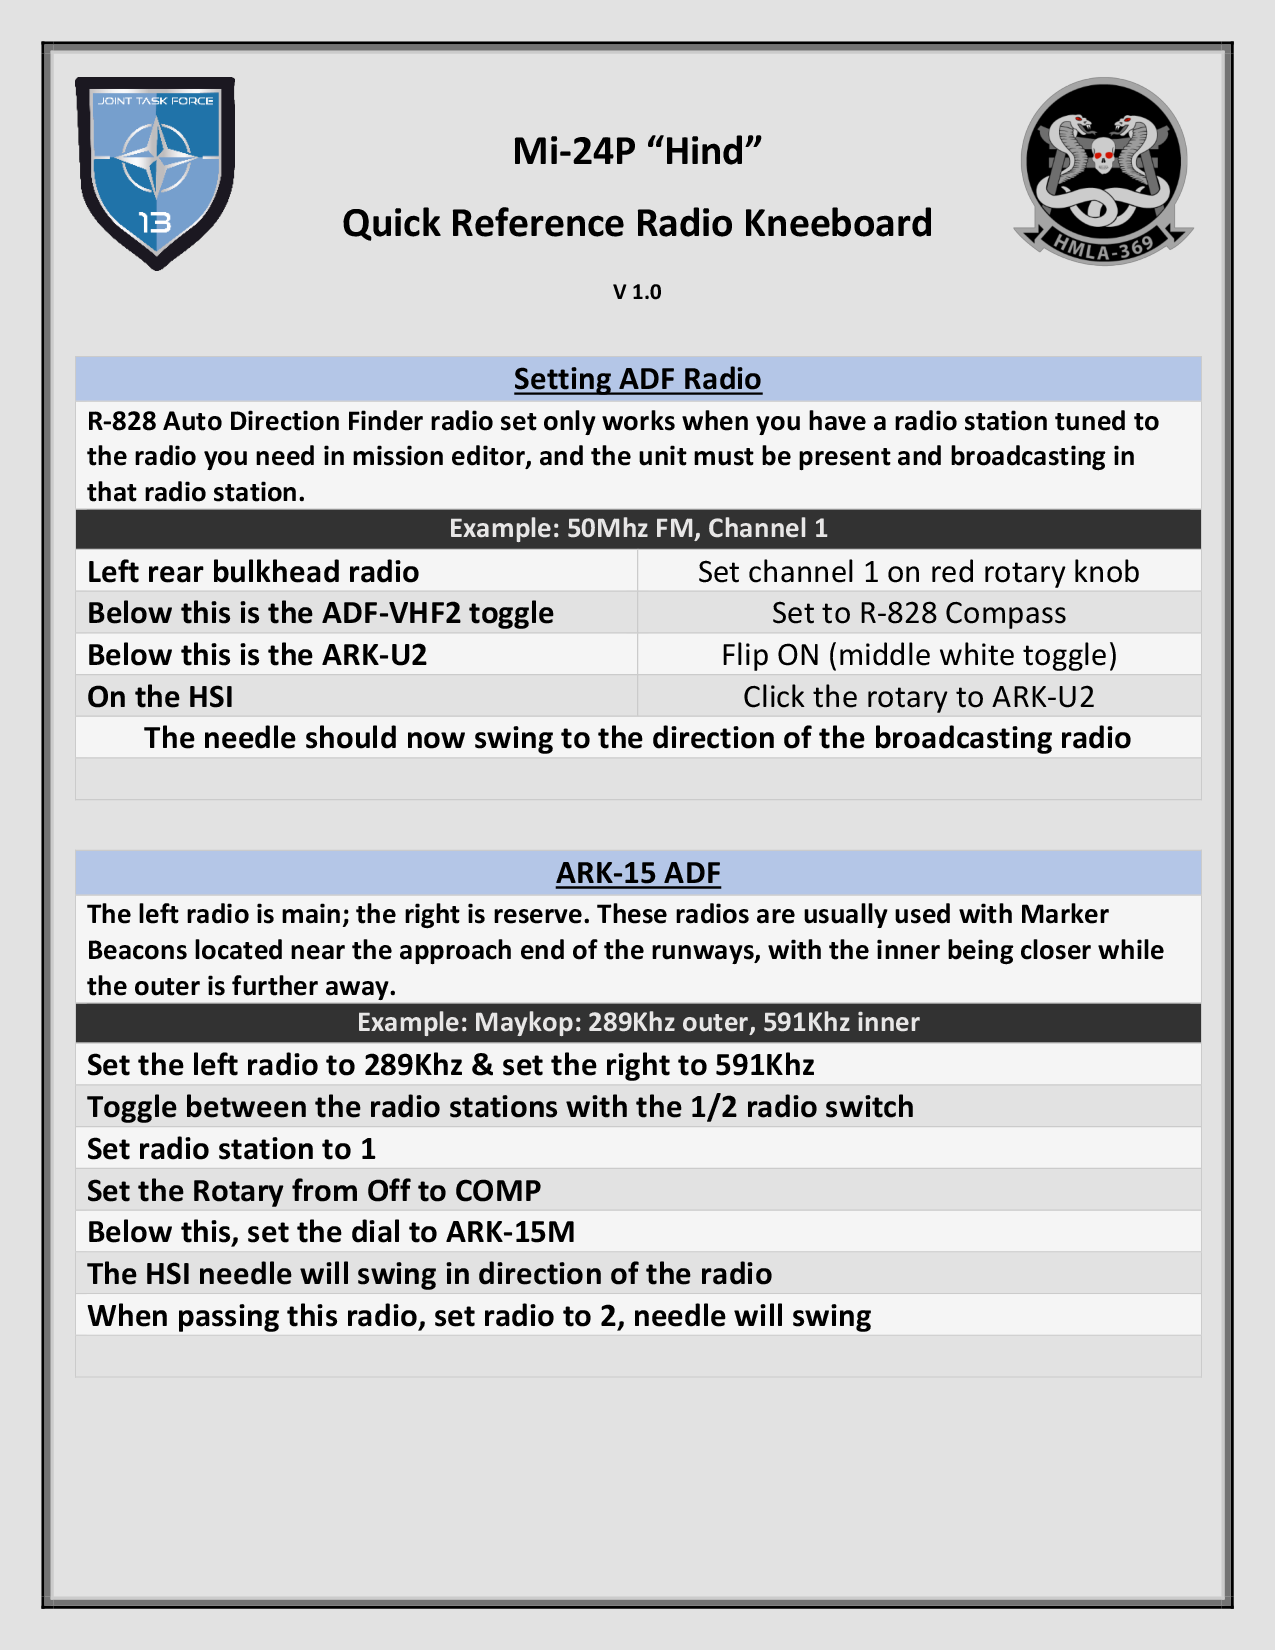 JOINT TASK FORCE
13
Mi-24P “Hind”
Quick Reference Radio Kneeboard
V 1.0
HMLA-369
Setting ADF Radio
R-828 Auto Direction Finder radio set only works when you have a radio station tuned to
the radio you need in mission editor, and the unit must be present and broadcasting in
that radio station.
Example: 50Mhz FM, Channel 1
Left rear bulkhead radio Set channel 1 on red rotary knob
Below this is the ADF-VHF2 toggle Set to R-828 Compass
Below this is the ARK-U2 Flip ON (middle white toggle)
On the HSI Click the rotary to ARK-U2
The needle should now swing to the direction of the broadcasting radio
ARK-15 ADF
The left radio is main; the right is reserve. These radios are usually used with Marker
Beacons located near the approach end of the runways, with the inner being closer while
the outer is further away.
Example: Maykop: 289Khz outer, 591Khz inner
Set the left radio to 289Khz & set the right to 591Khz
Toggle between the radio stations with the 1/2 radio switch
Set radio station to 1
Set the Rotary from Off to COMP
Below this, set the dial to ARK-15M
The HSI needle will swing in direction of the radio
When passing this radio, set radio to 2, needle will swing